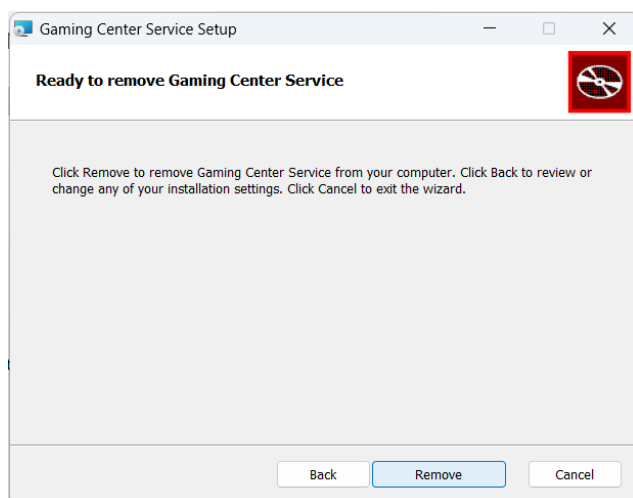 Gaming Center Service Setup
Ready to remove Gaming Center Service
Click Remove to remove Gaming Center Service from your computer. Click Back to review or
change any of your installation settings. Click Cancel to exit the wizard.
Back Remove Cancel